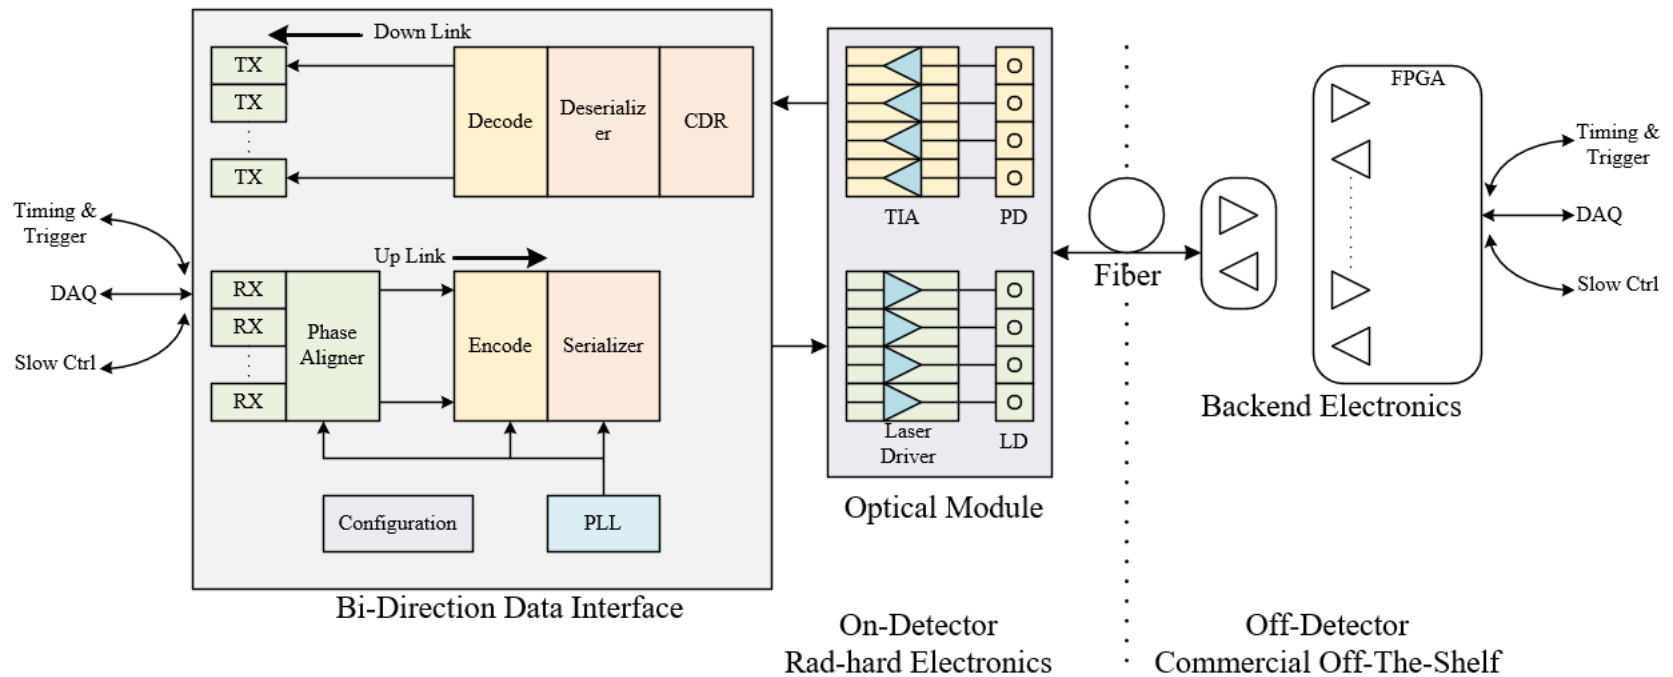 Down Link
TX
TX
TX
Decode
Deserializ
er
CDR
Timing &
Trigger
DAQ
Slow Ctrl
Up Link
RX
RX
RX
Phase
Aligner
Encode
Serializer
Configuration
PLL
Bi-Direction Data Interface
TIA
PD
Laser
Driver
LD
Optical Module
Fiber
FPGA
Backend Electronics
Timing &
Trigger
DAQ
Slow Ctrl
On-Detector
Rad-hard Electronics
Off-Detector
Commercial Off-The-Shelf